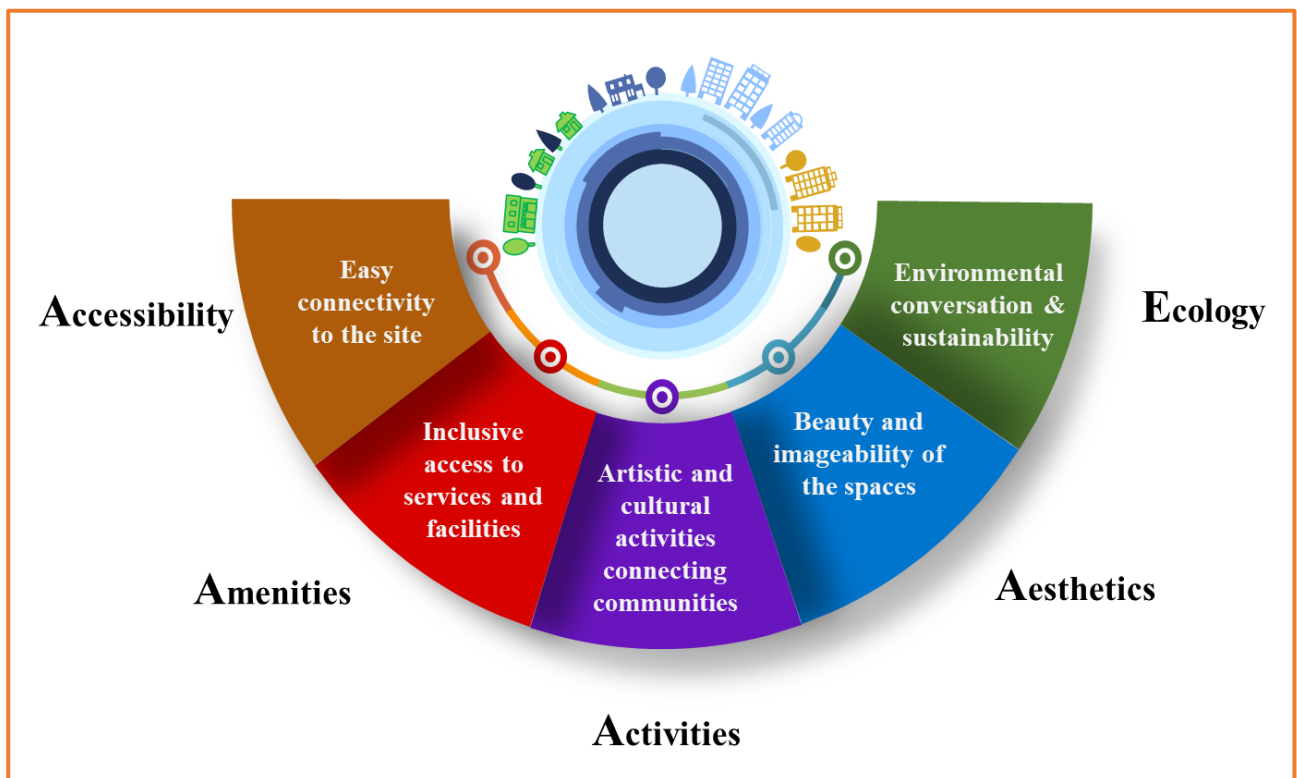 Accessibility
Easy
connectivity
to the site
Amenities
Inclusive
access to
services and
facilities
Activities
Artistic and
cultural
activities
connecting
communities
Aesthetics
Beauty and
imageability of
the spaces
Ecology
Environmental
conversation &
sustainability